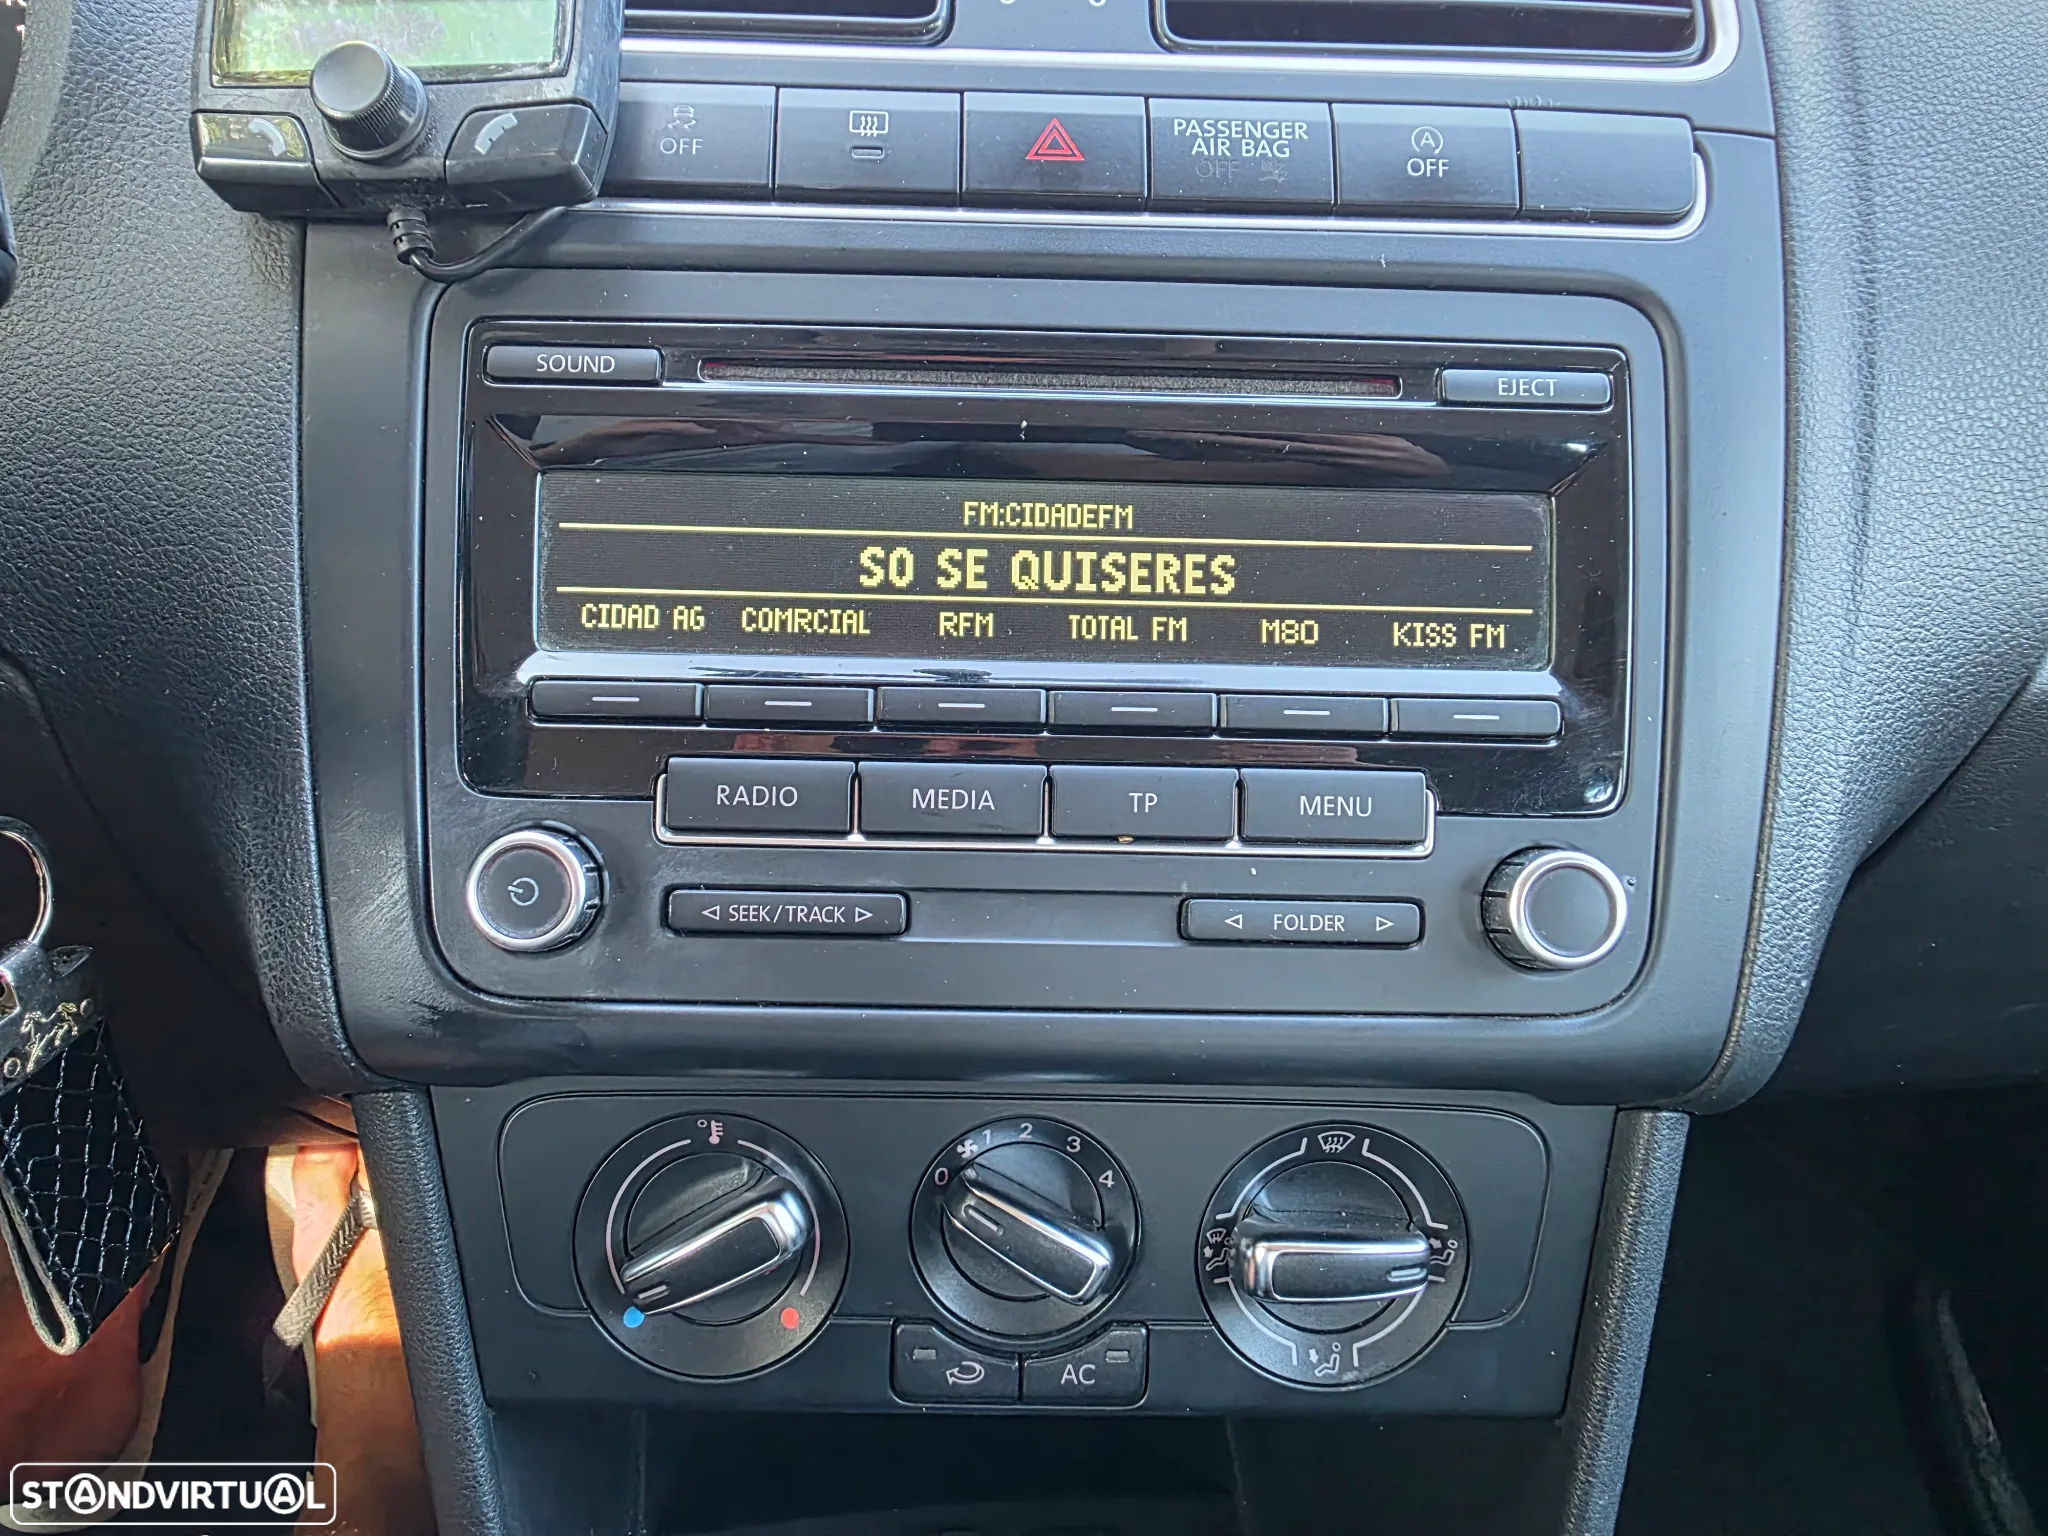 OFF
PASSENGER
AIR BAG
OFF
A
OFF
SOUND
EJECT
FM:CIDADEFM
SO SE QUISERES
CIDAD AG COMRCIAL RFM TOTAL FM M80 KISS FM
RADIO MEDIA TP MENU
SEEK/TRACK FOLDER
0 1 2 3 4
AC
STANDVIRTUAL